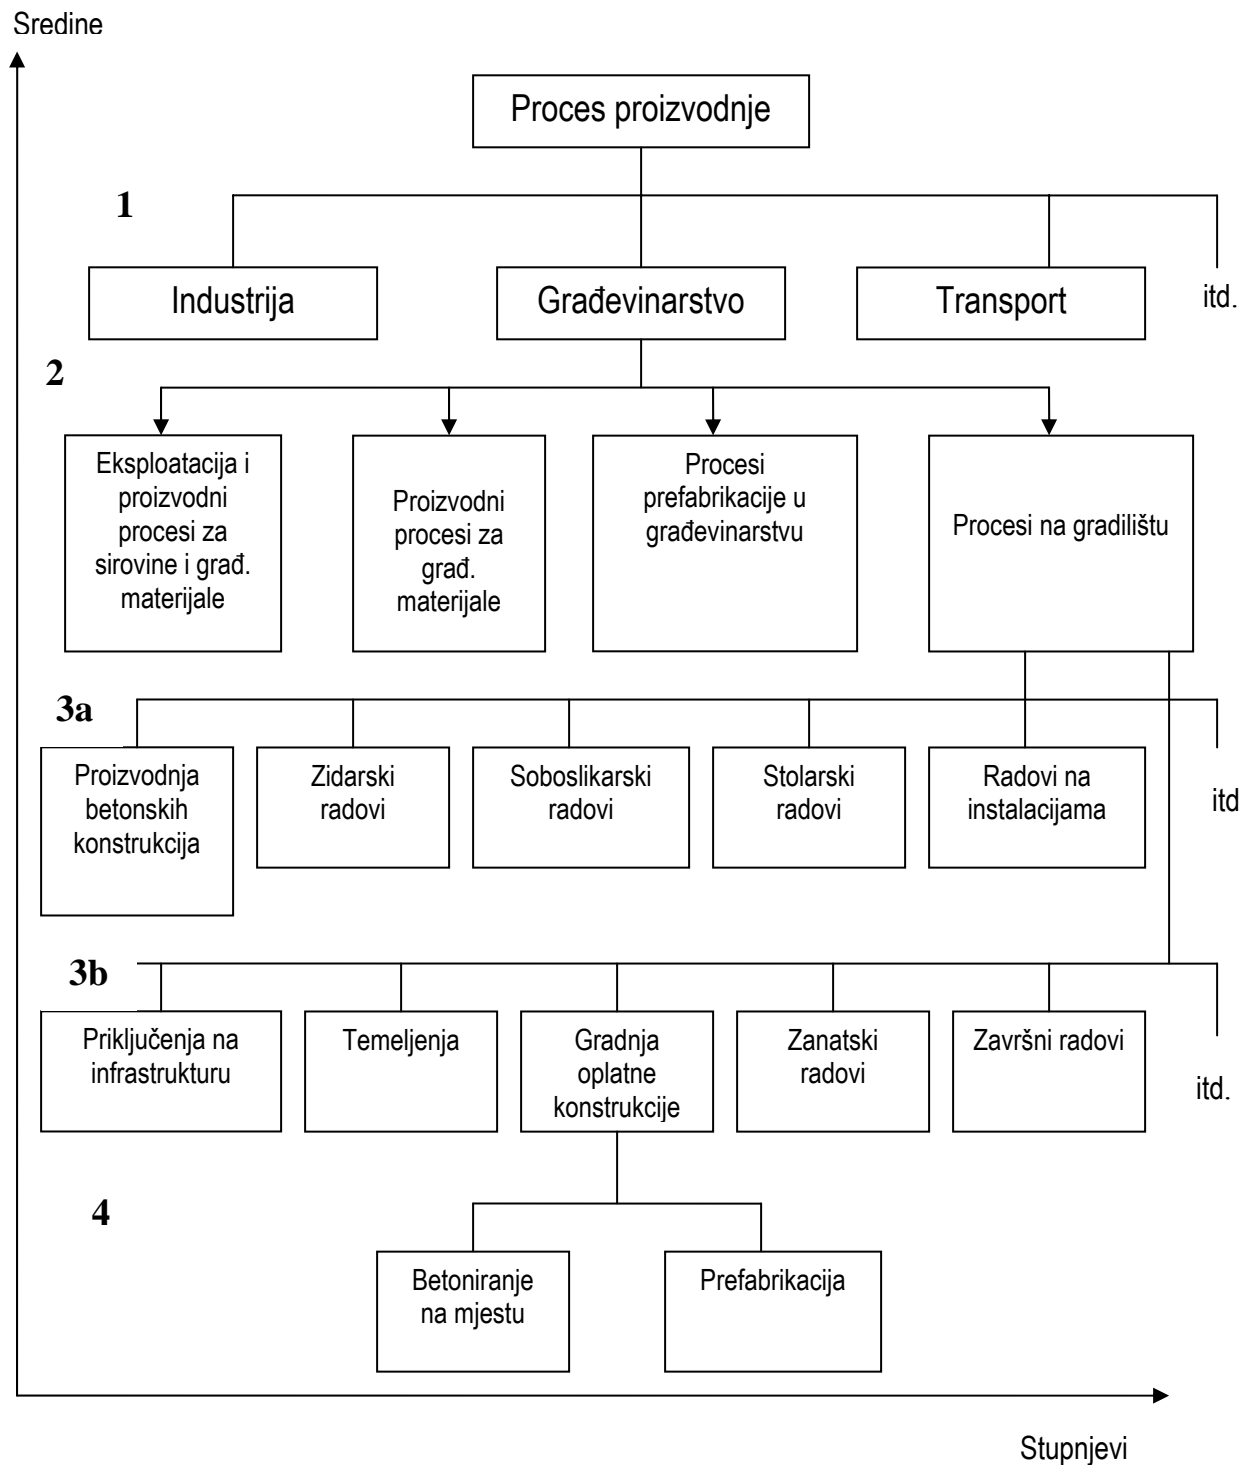 Sredine
Proces proizvodnje
1
Industrija
Građevinarstvo
Transport
itd.
2
Eksploatacija i
proizvodni
procesi za
sirovine i građ.
materijale
Proizvodni
procesi za
građ.
materijale
Procesi
prefabrikacije u
građevinarstvu
Procesi na gradilištu
3a
Proizvodnja
betonskih
konstrukcija
Zidarski
radovi
Soboslikarski
radovi
Stolarski
radovi
Radovi na
instalacijama
itd
3b
Priključenja na
infrastrukturu
Temeljenja
Gradnja
oplatne
konstrukcije
Zanatski
radovi
Završni radovi
itd.
4
Betoniranje
na mjestu
Prefabrikacija
Stupnjevi